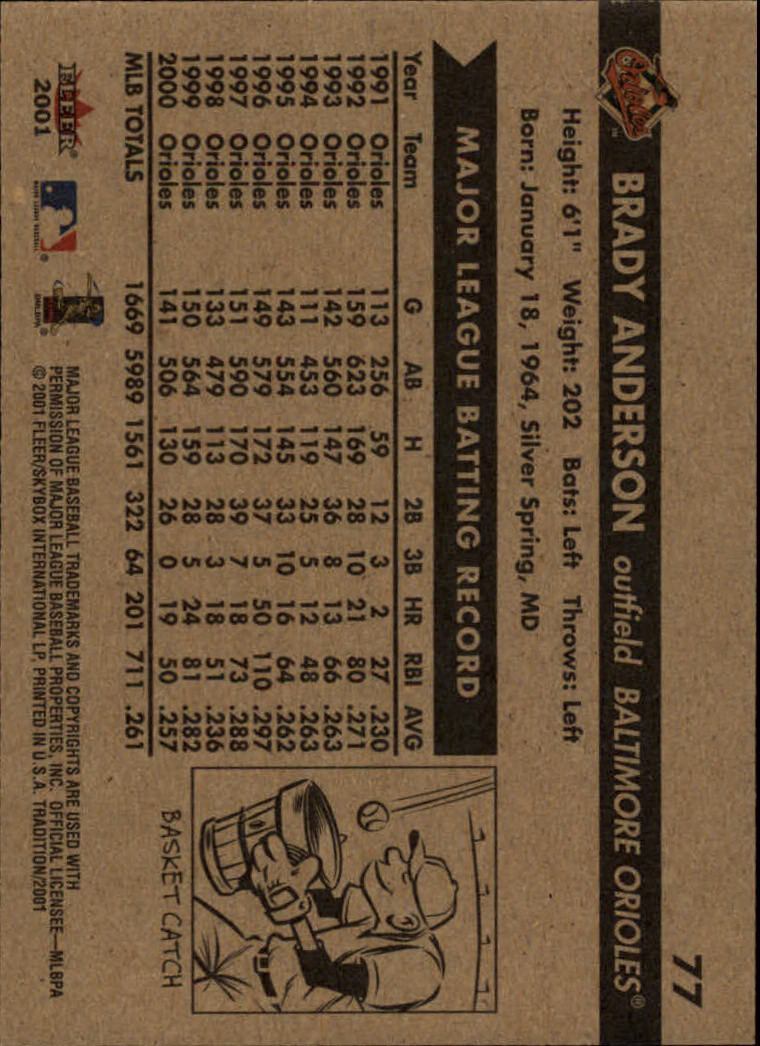 77
Orioles
BRADY ANDERSON outfield BALTIMORE ORIOLES®
Height: 6'1" Weight: 202 Bats: Left Throws: Left
Born: January 18, 1964, Silver Spring, MD
MAJOR LEAGUE BATTING RECORD
Year Team G AB H 2B 3B HR RBI AVG
1991 Orioles 113 256 59 12 3 2 27 .230
1992 Orioles 159 623 169 28 10 21 80 .271
1993 Orioles 142 560 147 36 8 13 66 .263
1994 Orioles 111 453 119 25 5 12 48 .263
1995 Orioles 143 554 145 33 10 16 64 .262
1996 Orioles 149 579 172 37 5 50 110 .297
1997 Orioles 151 590 170 39 7 18 73 .288
1998 Orioles 133 479 113 28 3 18 51 .236
1999 Orioles 150 564 159 28 5 24 81 .282
2000 Orioles 141 506 130 26 0 19 50 .257
MLB TOTALS 1669 5989 1561 322 64 201 711 .261
BASKET CATCH
FLEER
2001
MAJOR LEAGUE BASEBALL
MLBPA
MAJOR LEAGUE BASEBALL TRADEMARKS AND COPYRIGHTS ARE USED WITH
PERMISSION OF MAJOR LEAGUE BASEBALL PROPERTIES, INC. OFFICIAL LICENSEE—MLBPA
© 2001 FLEER/SKYBOX INTERNATIONAL LP, PRINTED IN U.S.A. TRADITION/2001